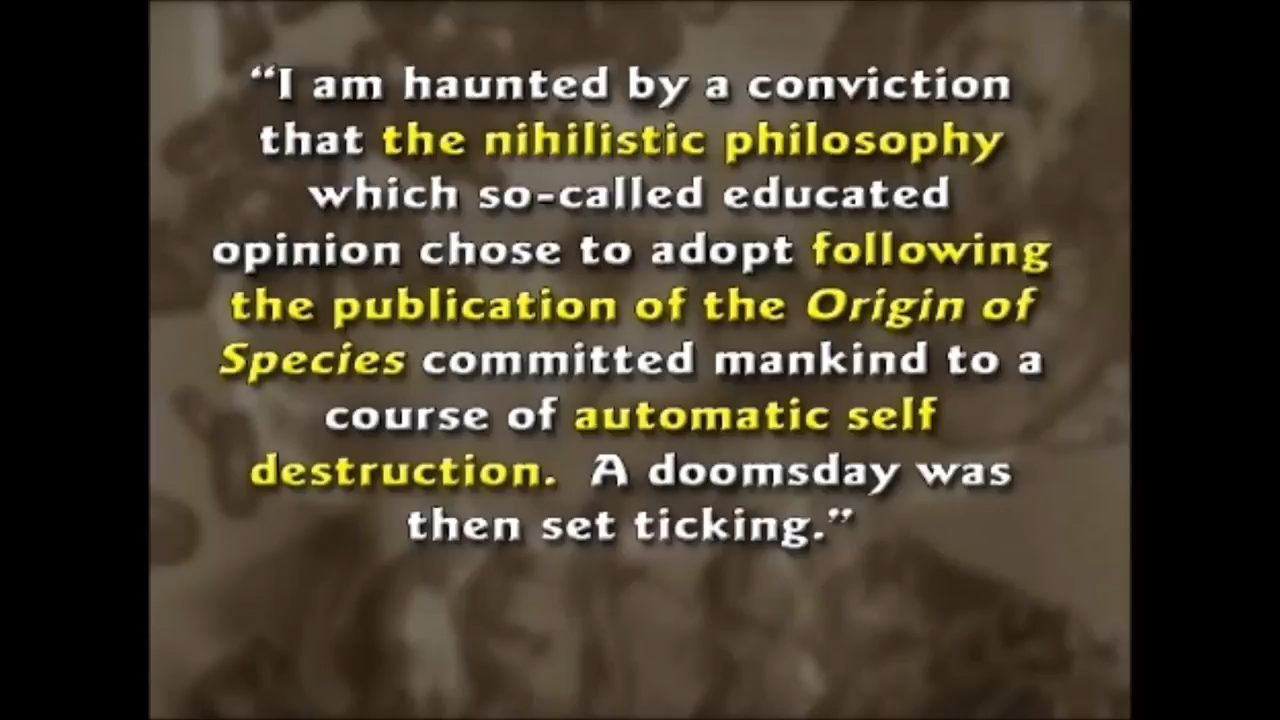 “I am haunted by a conviction
that the nihilistic philosophy
which so-called educated
opinion chose to adopt following
the publication of the Origin of
Species committed mankind to a
course of automatic self
destruction. A doomsday was
then set ticking.”